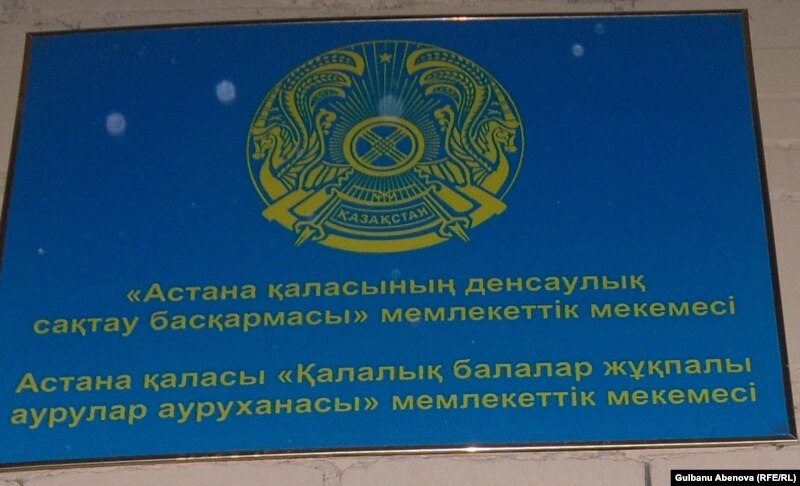 ҚАЗАҚСТАН
«Астана қаласының денсаулық
сақтау басқармасы» мемлекеттік мекемесі
Астана қаласы «Қалалық балалар жұқпалы
аурулар ауруханасы» мемлекеттік мекемесі
Gulbanu Abenova (RFE/RL)